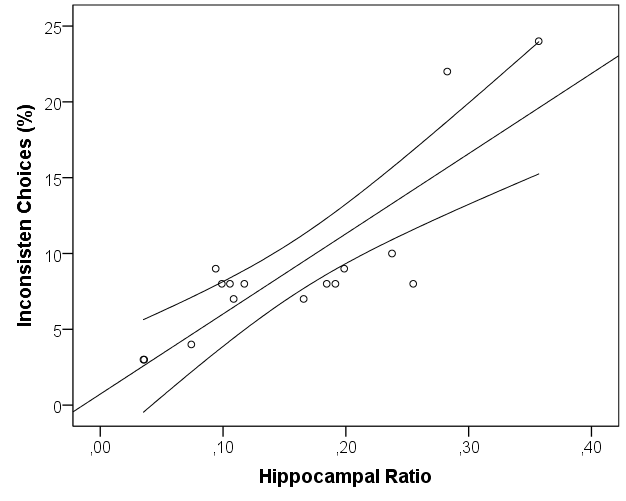 25
20
15
10
5
0
Inconsisten Choices (%)
,00 ,10 ,20 ,30 ,40
Hippocampal Ratio